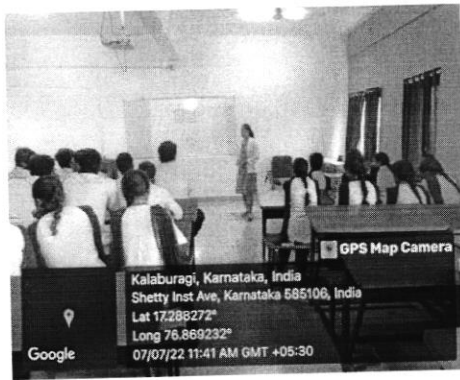 GPS Map Camera
Kalaburagi, Karnataka, India
Shetty Inst Ave, Karnataka 585106, India
Lat 17.288272°
Long 76.869232°
07/07/22 11:41 AM GMT +05:30
Google